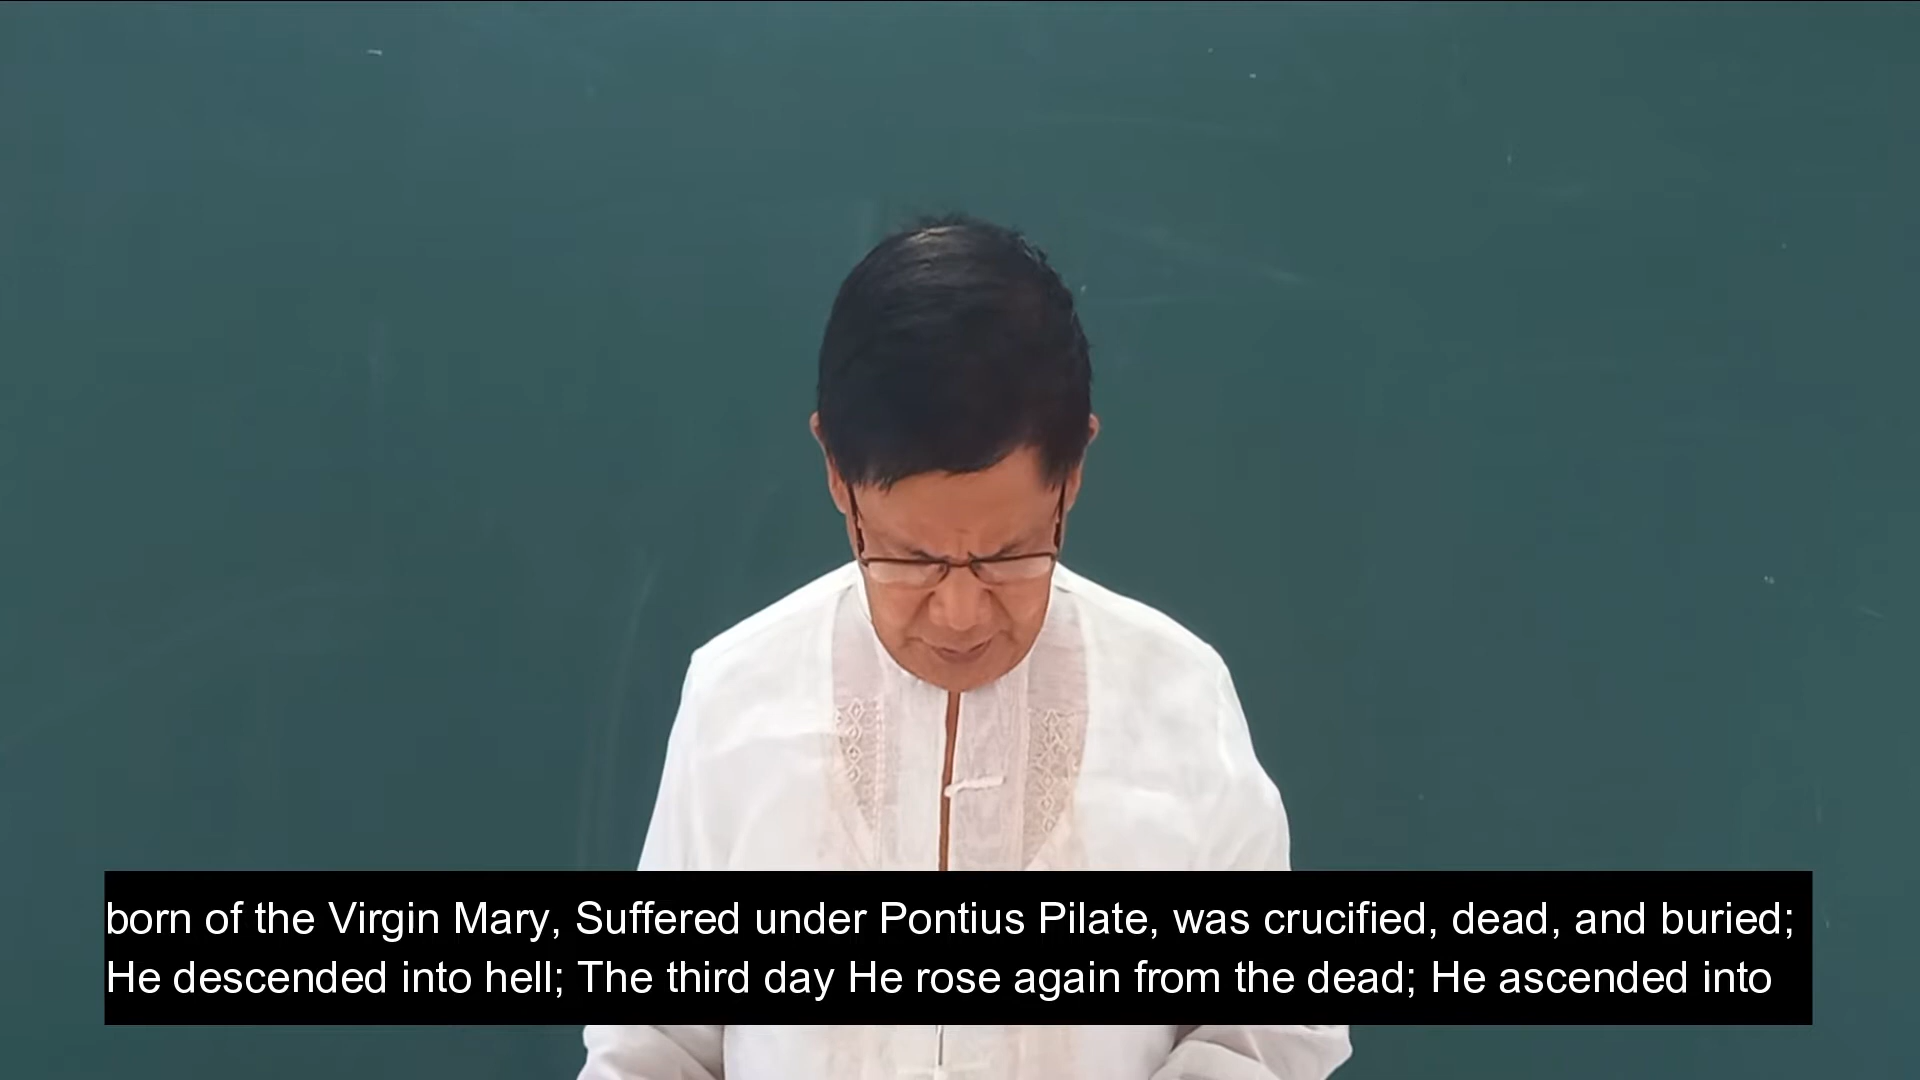 born of the Virgin Mary, Suffered under Pontius Pilate, was crucified, dead, and buried;
He descended into hell; The third day He rose again from the dead; He ascended into